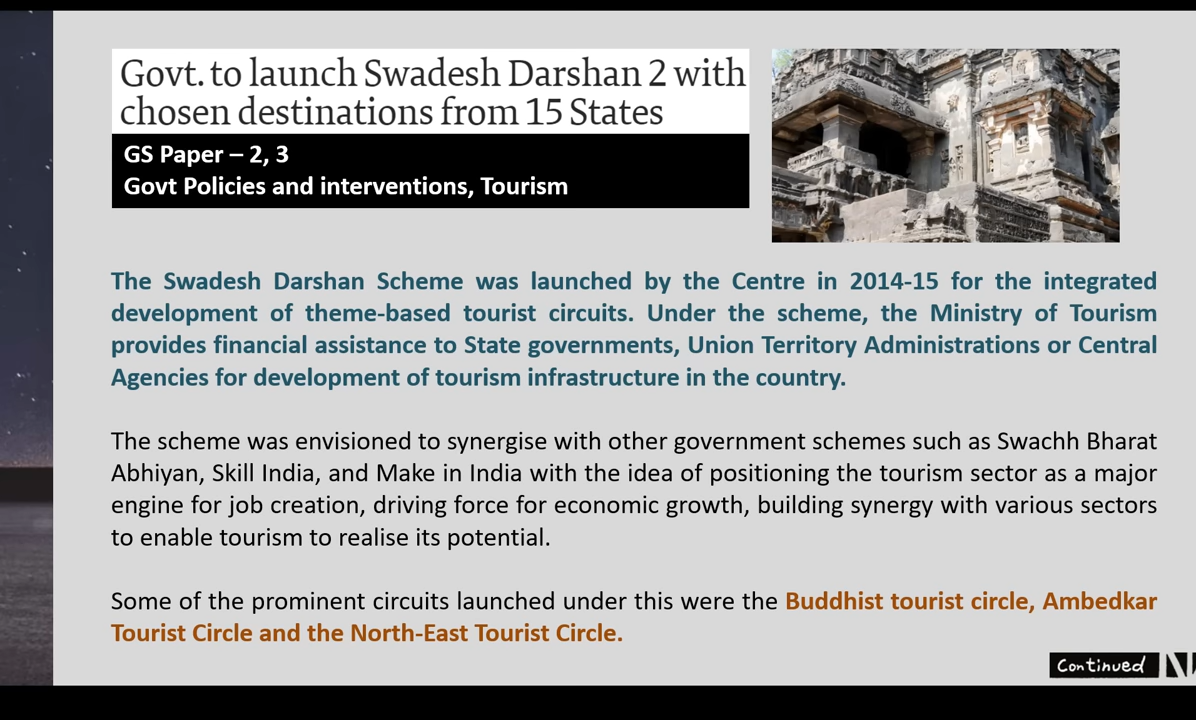 Govt. to launch Swadesh Darshan 2 with
chosen destinations from 15 States
GS Paper – 2, 3
Govt Policies and interventions, Tourism
The Swadesh Darshan Scheme was launched by the Centre in 2014-15 for the integrated
development of theme-based tourist circuits. Under the scheme, the Ministry of Tourism
provides financial assistance to State governments, Union Territory Administrations or Central
Agencies for development of tourism infrastructure in the country.
The scheme was envisioned to synergise with other government schemes such as Swachh Bharat
Abhiyan, Skill India, and Make in India with the idea of positioning the tourism sector as a major
engine for job creation, driving force for economic growth, building synergy with various sectors
to enable tourism to realise its potential.
Some of the prominent circuits launched under this were the Buddhist tourist circle, Ambedkar
Tourist Circle and the North-East Tourist Circle.
Continued